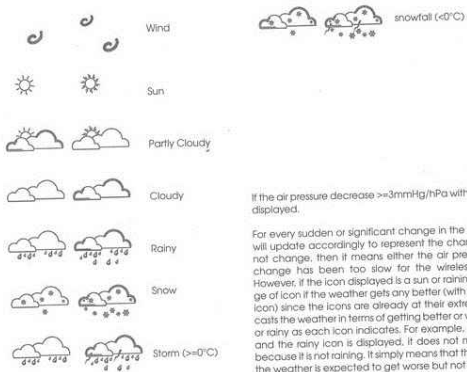 Wind
Sun
Partly Cloudy
Cloudy
Rainy
Snow
Storm (>=0°C)
snowfall (<0°C)
If the air pressure decrease >=3mmHg/hPa with
displayed.
For every sudden or significant change in the
will update accordingly to represent the cha
not change, then it means either the air pre
change has been too slow for the wireles
However, if the icon displayed is a sun or rainin
ge of icon if the weather gets any better (with
icon) since the icons are already at their extre
casts the weather in terms of getting better or
or rainy as each icon indicates. For example,
and the rainy icon is displayed, it does not m
because it is not raining. It simply means that th
the weather is expected to get worse but not